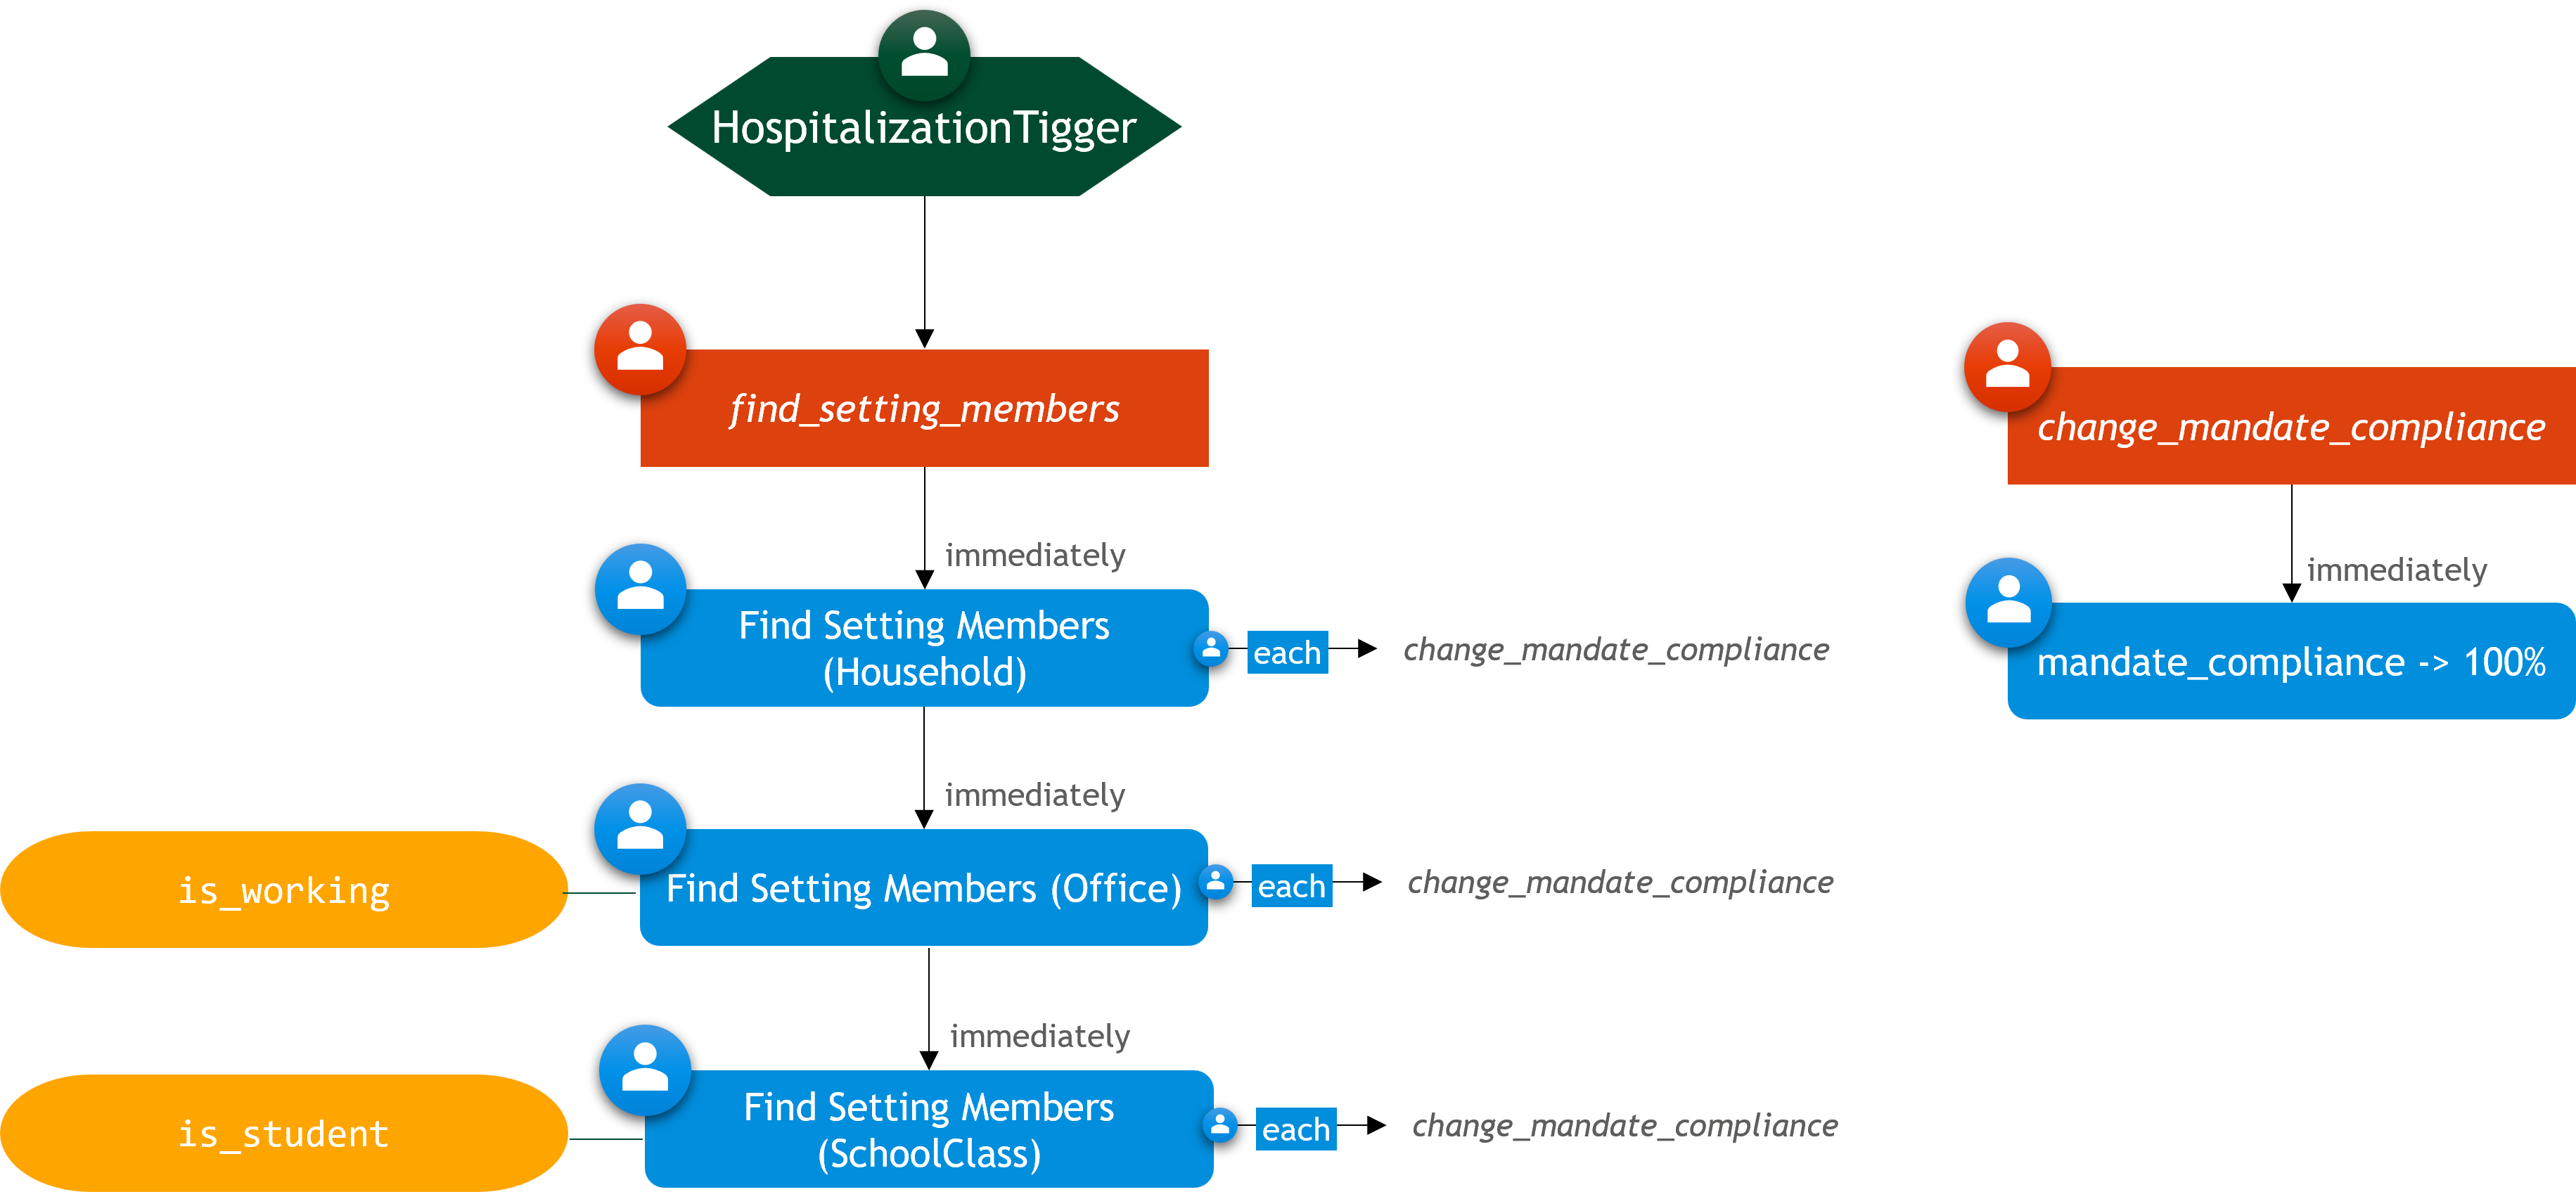 HospitalizationTigger
find_setting_members
change_mandate_compliance
immediately
immediately
Find Setting Members
(Household)
each
change_mandate_compliance
mandate_compliance -> 100%
immediately
is_working
Find Setting Members (Office)
each
change_mandate_compliance
immediately
is_student
Find Setting Members
(SchoolClass)
each
change_mandate_compliance